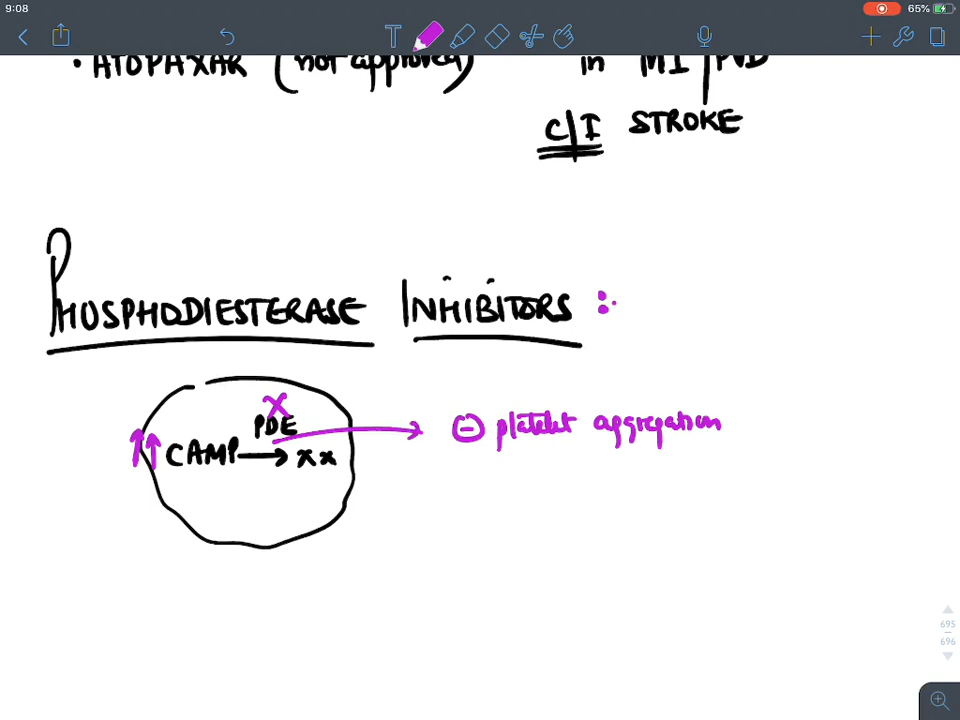 9:08 65%
T
• ATOPAXAR (not approved) in MI/PVD
C/I STROKE
PHOSPHODIESTERASE INHIBITORS :
X
PDE
↑↑ CAMP → xx → ⊖ platelet aggregation
695
696